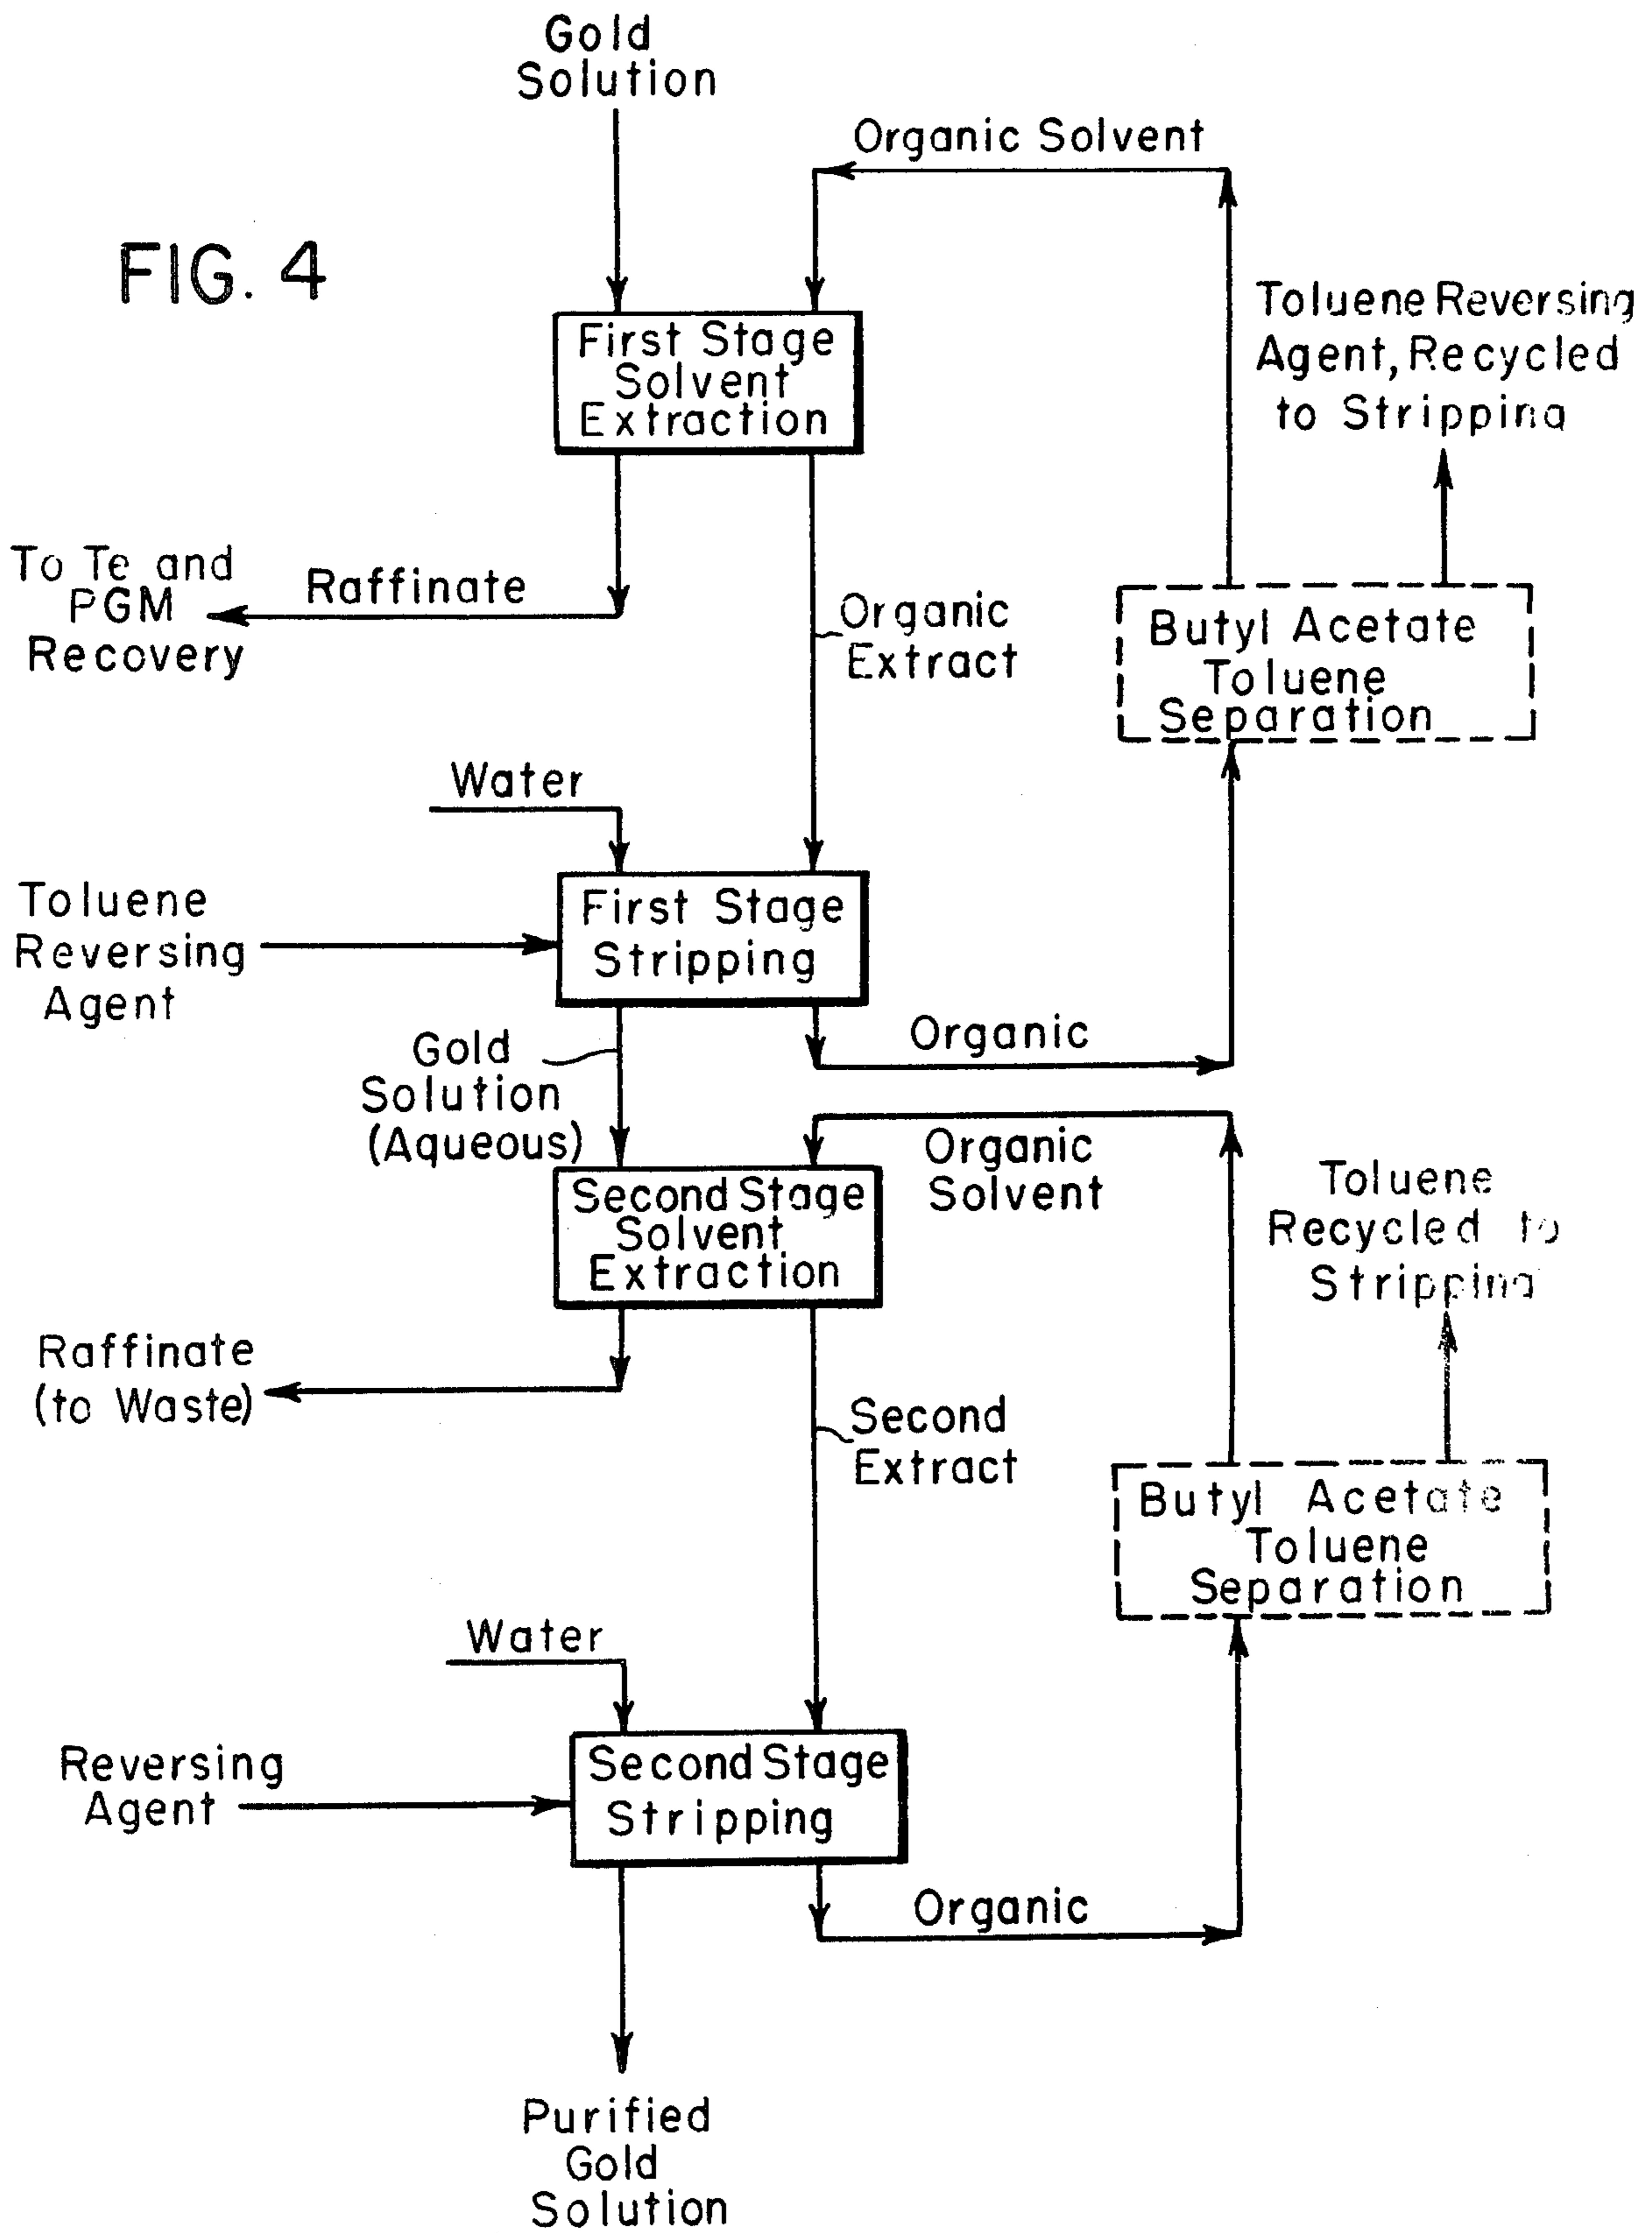 Gold
Solution
Organic Solvent
FIG. 4
First Stage
Solvent
Extraction
Toluene Reversing
Agent, Recycled
to Stripping
To Te and
PGM
Recovery
Raffinate
Organic
Extract
Butyl Acetate
Toluene
Separation
Water
Toluene
Reversing
Agent
First Stage
Stripping
Organic
Gold
Solution
(Aqueous)
Organic
Solvent
Second Stage
Solvent
Extraction
Toluene
Recycled to
Stripping
Raffinate
(to Waste)
Second
Extract
Butyl Acetate
Toluene
Separation
Water
Reversing
Agent
Second Stage
Stripping
Organic
Purified
Gold
Solution